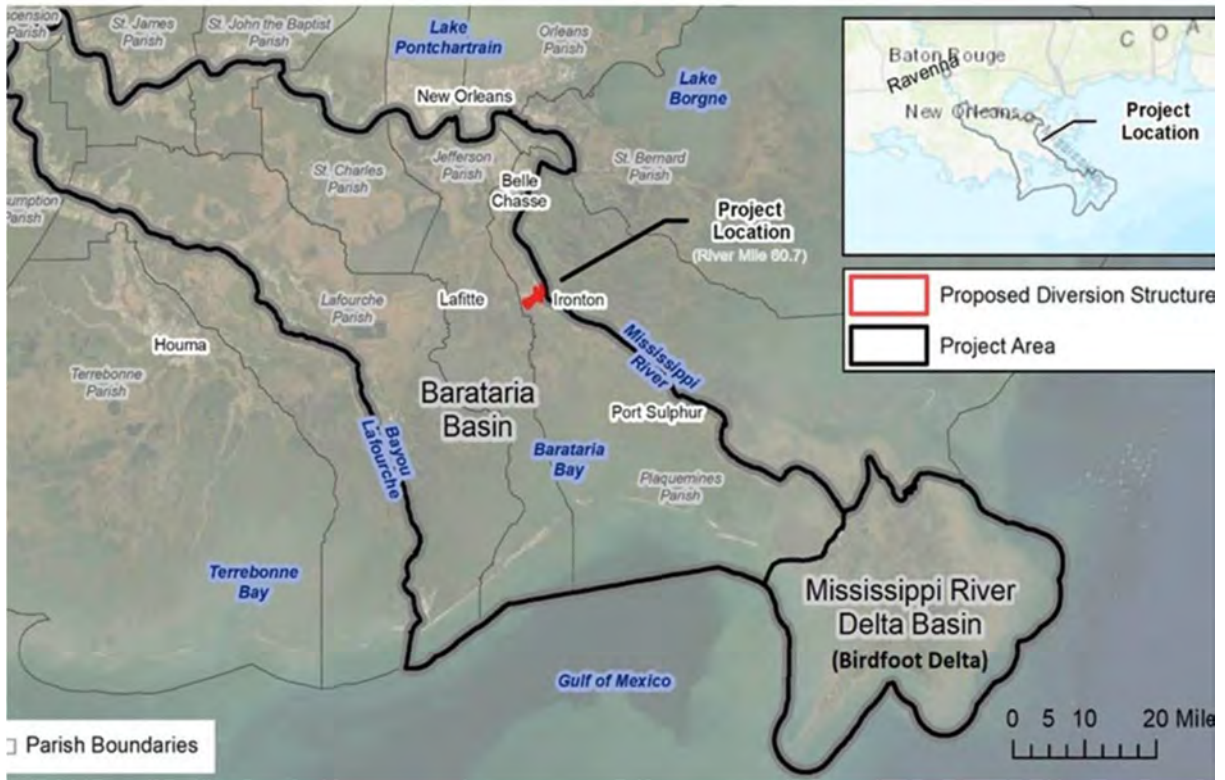 cension
Parish
St. James
Parish
St. John the Baptist
Parish
Lake
Pontchartrain
Orleans
Parish
Lake
Borgne
New Orleans
Jefferson
Parish
St. Charles
Parish
St. Bernard
Parish
Belle
Chasse
umption
Parish
Project
Location
(River Mile 60.7)
Lafourche
Parish
Lafitte
Ironton
Houma
Terrebonne
Parish
Mississippi
River
Barataria
Basin
Port Sulphur
Bayou
Lafourche
Barataria
Bay
Plaquemines
Parish
Terrebonne
Bay
Mississippi River
Delta Basin
(Birdfoot Delta)
Gulf of Mexico
0 5 10 20 Mile
Parish Boundaries
C O A
Baton Rouge
Ravenna
New Orleans
Project
Location
Proposed Diversion Structure
Project Area